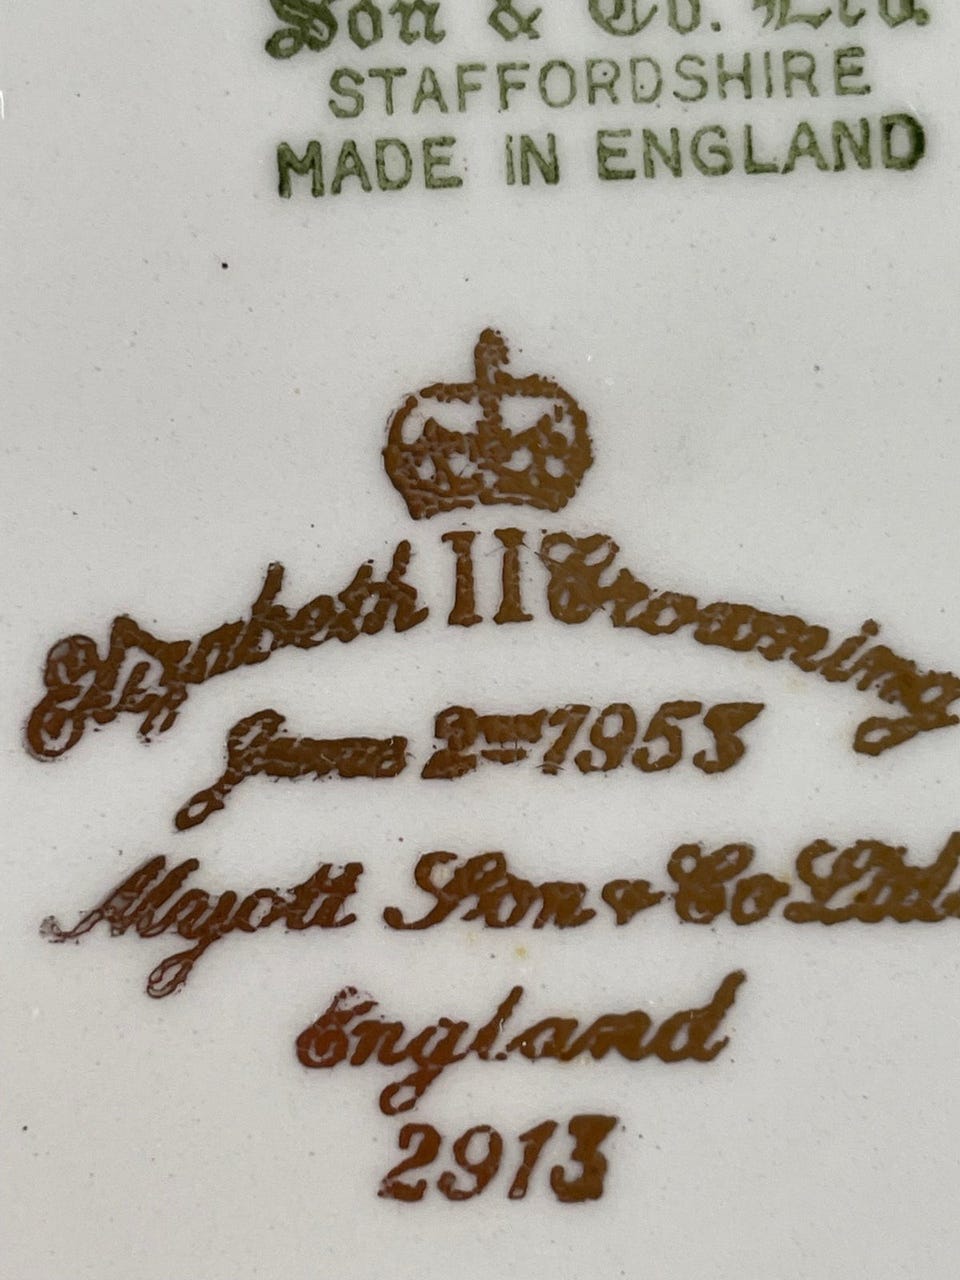 Son & Co. Ltd.
STAFFORDSHIRE
MADE IN ENGLAND
Elizabeth II Crowning
June 2nd 1953
Myott Son & Co Ltd.
England
2913